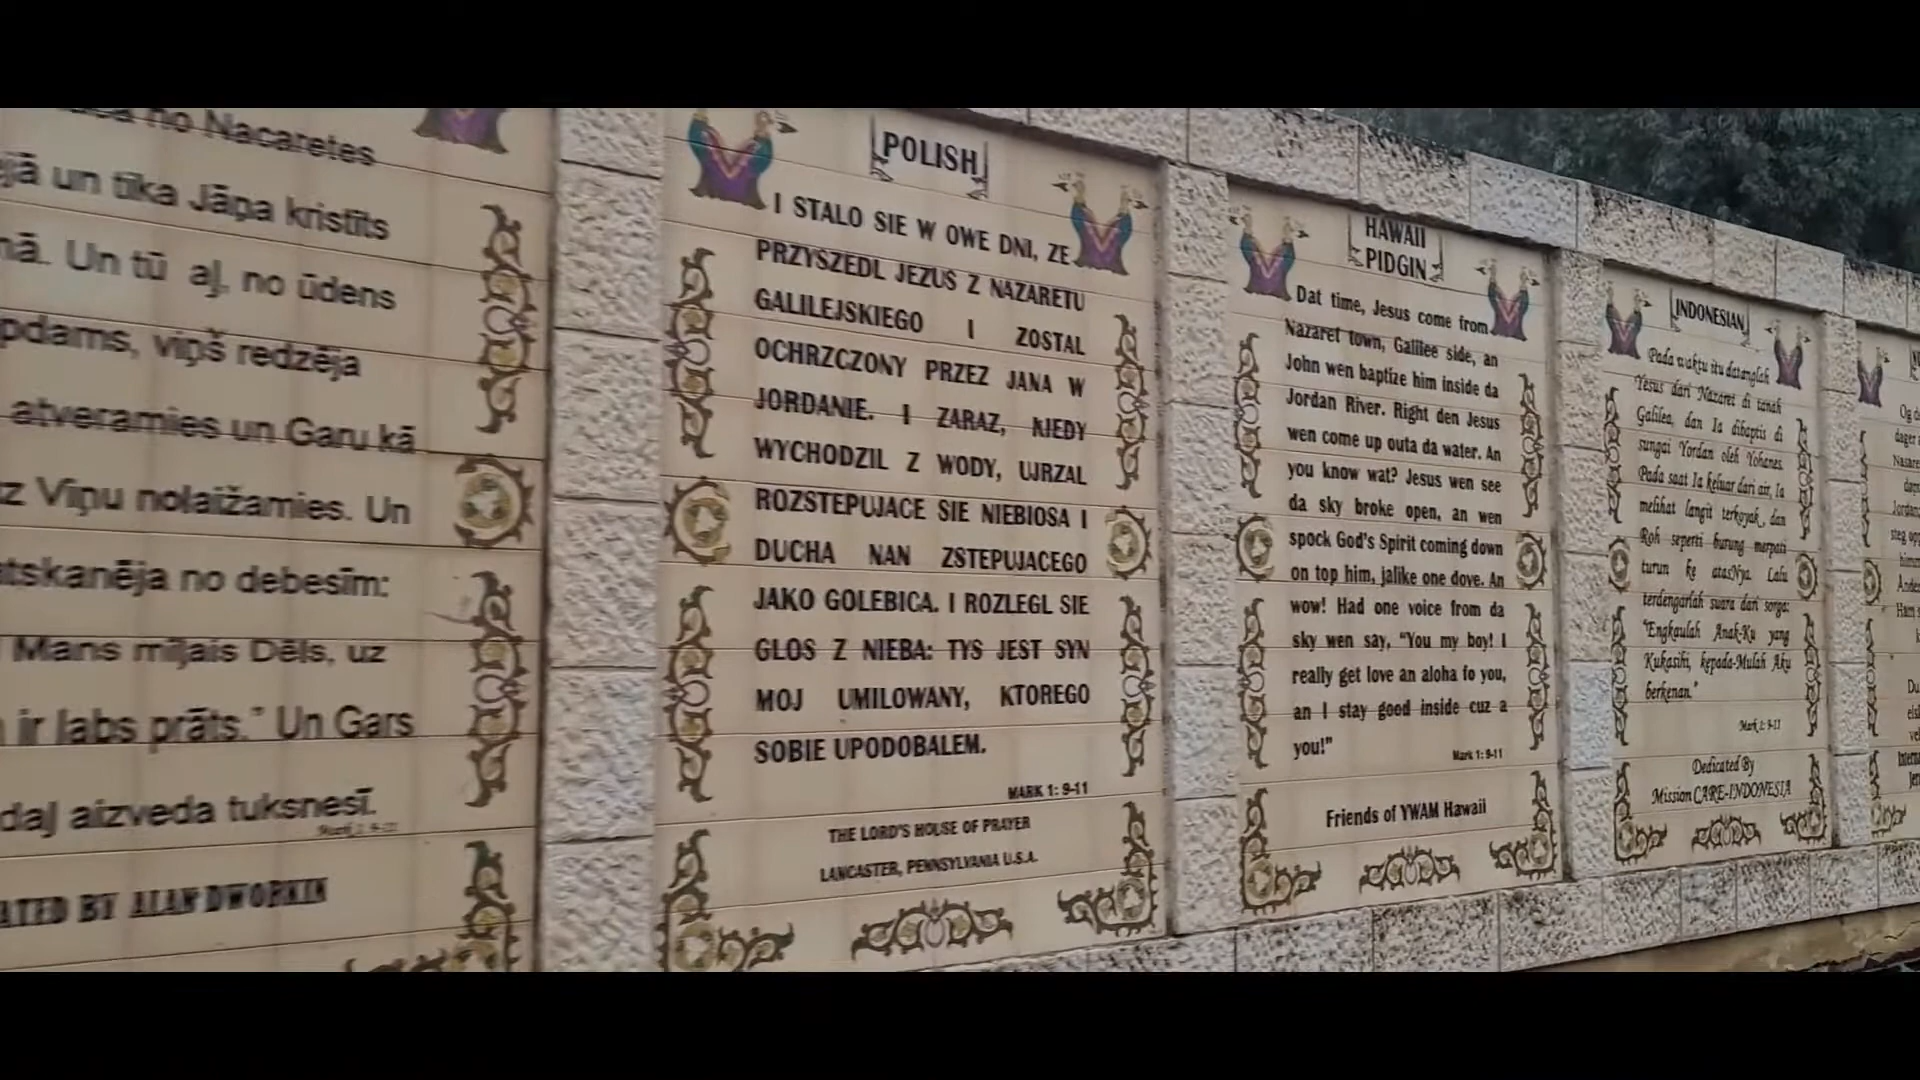 no Nacaretes
un tika Jāņa kristīts
Un tū aļ, no ūdens
viņš redzēja
atveramies un Garu kā
Viņu nolaižamies. Un
no debesīm:
Mans mīļais Dēls, uz
ir labs prāts." Un Gars
aizveda tuksnesī.
BY ALAN DWORKIN
POLISH
I STALO SIE W OWE DNI, ZE
PRZYSZEDL JEZUS Z NAZARETU
GALILEJSKIEGO I ZOSTAL
OCHRZCZONY PRZEZ JANA W
JORDANIE. I ZARAZ, KIEDY
WYCHODZIL Z WODY, UJRZAL
ROZSTEPUJACE SIE NIEBIOSA I
DUCHA NAN ZSTEPUJACEGO
JAKO GOLEBICA. I ROZLEGL SIE
GLOS Z NIEBA: TYS JEST SYN
MOJ UMILOWANY, KTOREGO
SOBIE UPODOBALEM.
MARK 1: 9-11
THE LORD'S HOUSE OF PRAYER
LANCASTER, PENNSYLVANIA U.S.A.
HAWAII
PIDGIN
Dat time, Jesus come from
Nazaret town, Galilee side, an
John wen baptize him inside da
Jordan River. Right den Jesus
wen come up outa da water. An
you know wat? Jesus wen see
da sky broke open, an wen
spock God's Spirit coming down
on top him, jalike one dove. An
wow! Had one voice from da
sky wen say, "You my boy! I
really get love an aloha fo you,
an I stay good inside cuz a
you!"
Mark 1: 9-11
Friends of YWAM Hawaii
INDONESIAN
Pada waktu itu datanglah
Yesus dari Nazaret di tanah
Galilea, dan Ia dibaptis di
sungai Yordan oleh Yohanes.
Pada saat Ia keluar dari air, Ia
melihat langit terkoyak, dan
Roh seperti burung merpati
turun ke atasNya. Lalu
terdengarlah suara dari sorga:
"Engkaulah Anak-Ku yang
Kukasihi, kepada-Mulah Aku
berkenan."
Mark 1: 9-11
Dedicated By
Mission CARE-INDONESIA
Og
dager
steg
Ham
Du